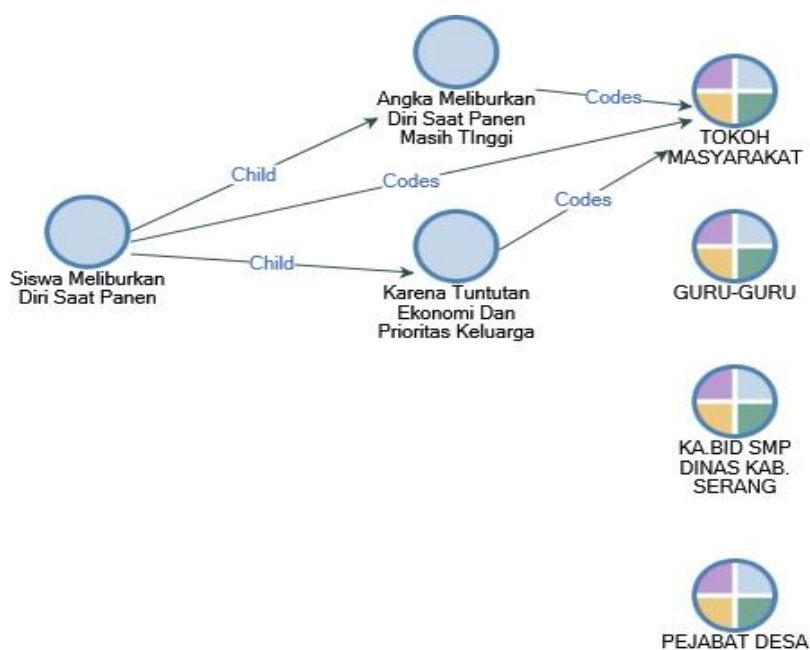 Angka Meliburkan
Diri Saat Panen
Masih TInggi
Codes
TOKOH
MASYARAKAT
Child
Codes
Codes
Siswa Meliburkan
Diri Saat Panen
Child
Karena Tuntutan
Ekonomi Dan
Prioritas Keluarga
GURU-GURU
KA.BID SMP
DINAS KAB.
SERANG
PEJABAT DESA